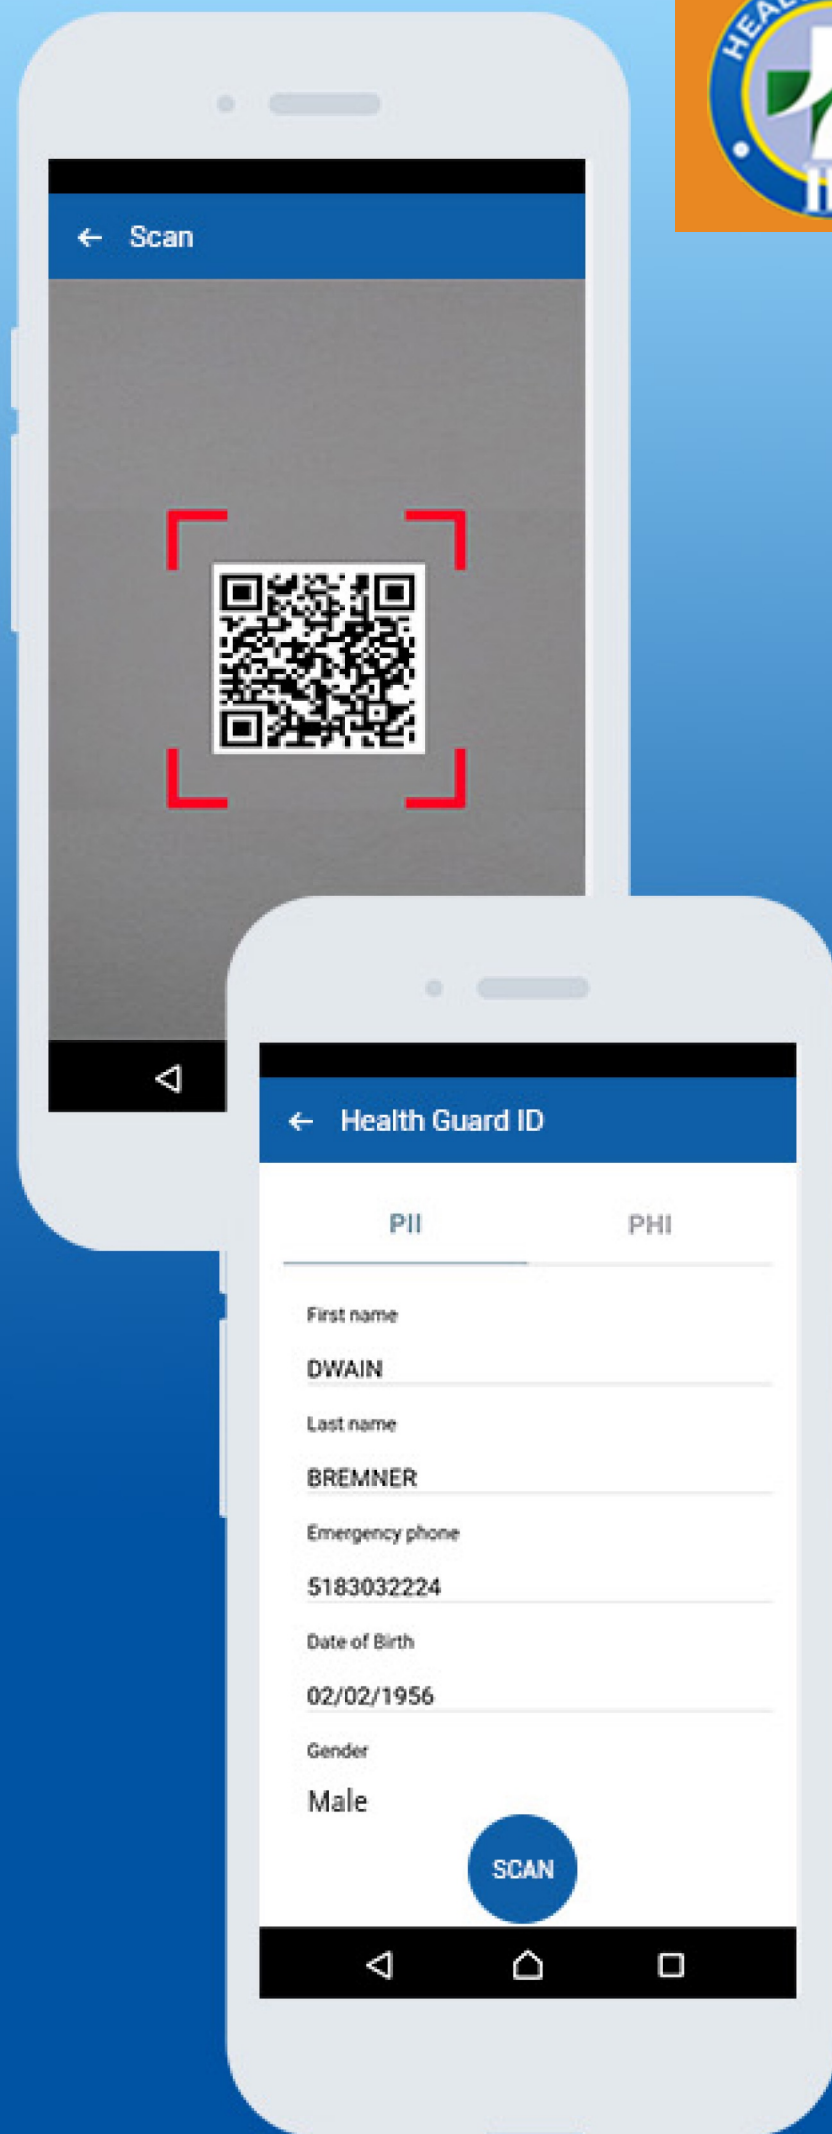 Scan
Health Guard ID
PII PHI
First name
DWAIN
Last name
BREMNER
Emergency phone
5183032224
Date of Birth
02/02/1956
Gender
Male
SCAN